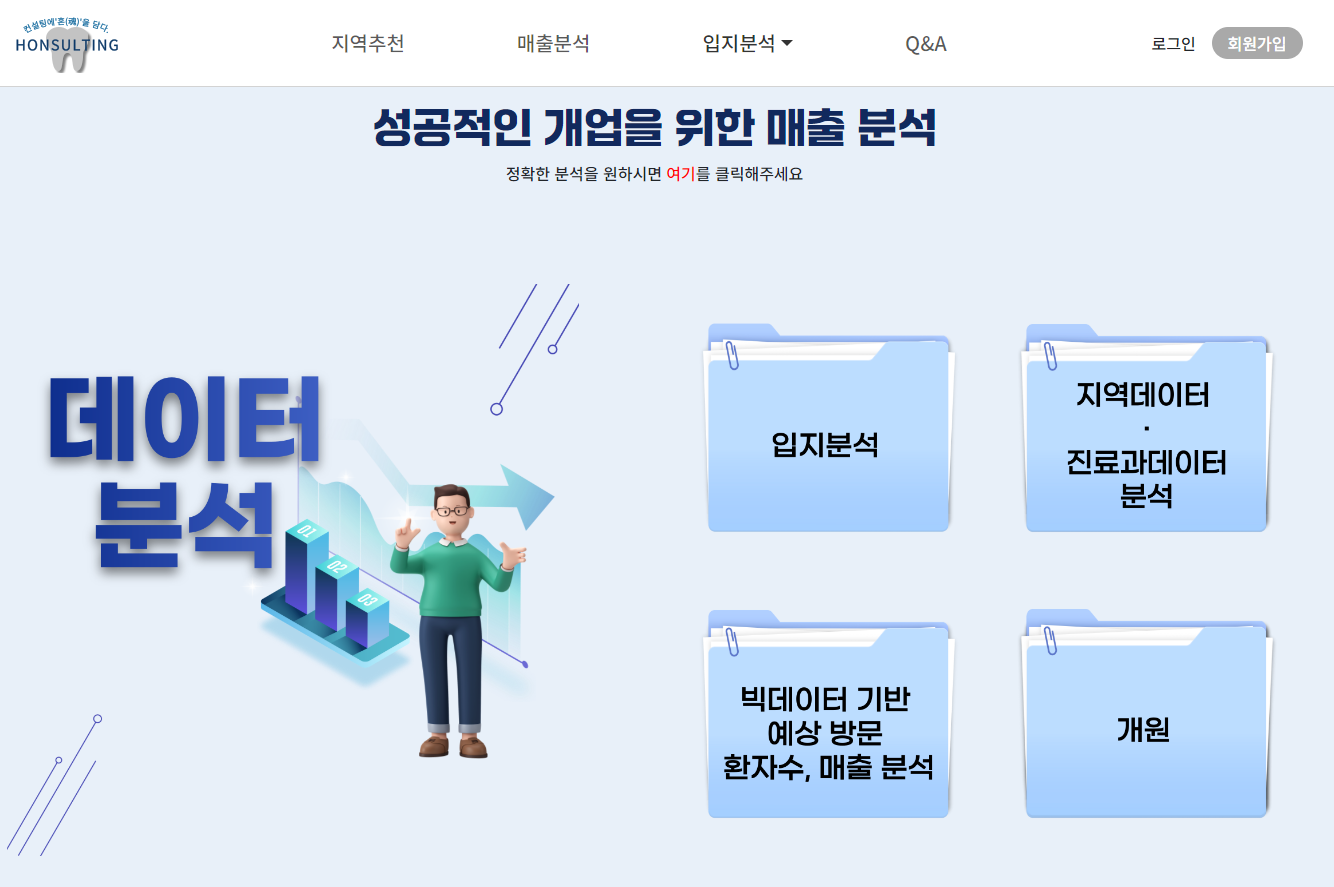 컨설팅에'혼(魂)'을 담다.
HONSULTING
지역추천
매출분석
입지분석
Q&A
로그인
회원가입
성공적인 개업을 위한 매출 분석
정확한 분석을 원하시면 여기를 클릭해주세요
데이터
분석
01
02
03
입지분석
지역데이터
·
진료과데이터
분석
빅데이터 기반
예상 방문
환자수, 매출 분석
개원